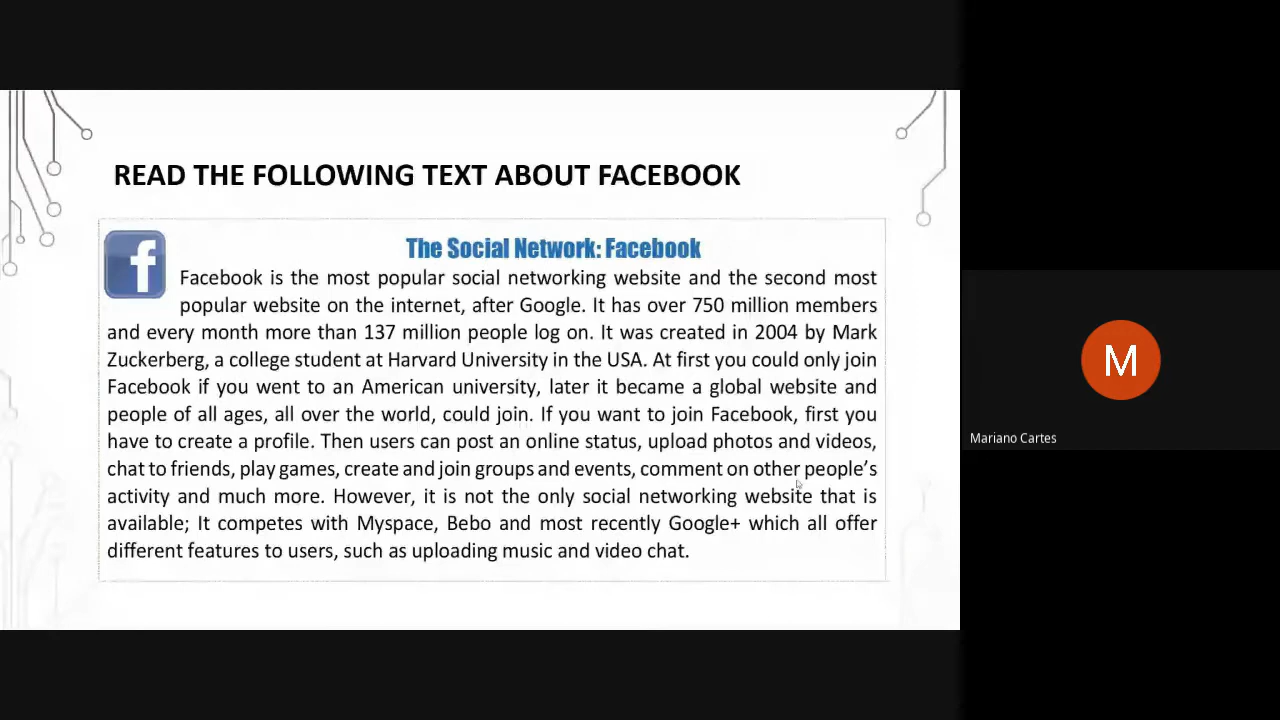 READ THE FOLLOWING TEXT ABOUT FACEBOOK
The Social Network: Facebook
Facebook is the most popular social networking website and the second most
popular website on the internet, after Google. It has over 750 million members
and every month more than 137 million people log on. It was created in 2004 by Mark
Zuckerberg, a college student at Harvard University in the USA. At first you could only join
Facebook if you went to an American university, later it became a global website and
people of all ages, all over the world, could join. If you want to join Facebook, first you
have to create a profile. Then users can post an online status, upload photos and videos,
chat to friends, play games, create and join groups and events, comment on other people's
activity and much more. However, it is not the only social networking website that is
available; It competes with Myspace, Bebo and most recently Google+ which all offer
different features to users, such as uploading music and video chat.
M
Mariano Cartes